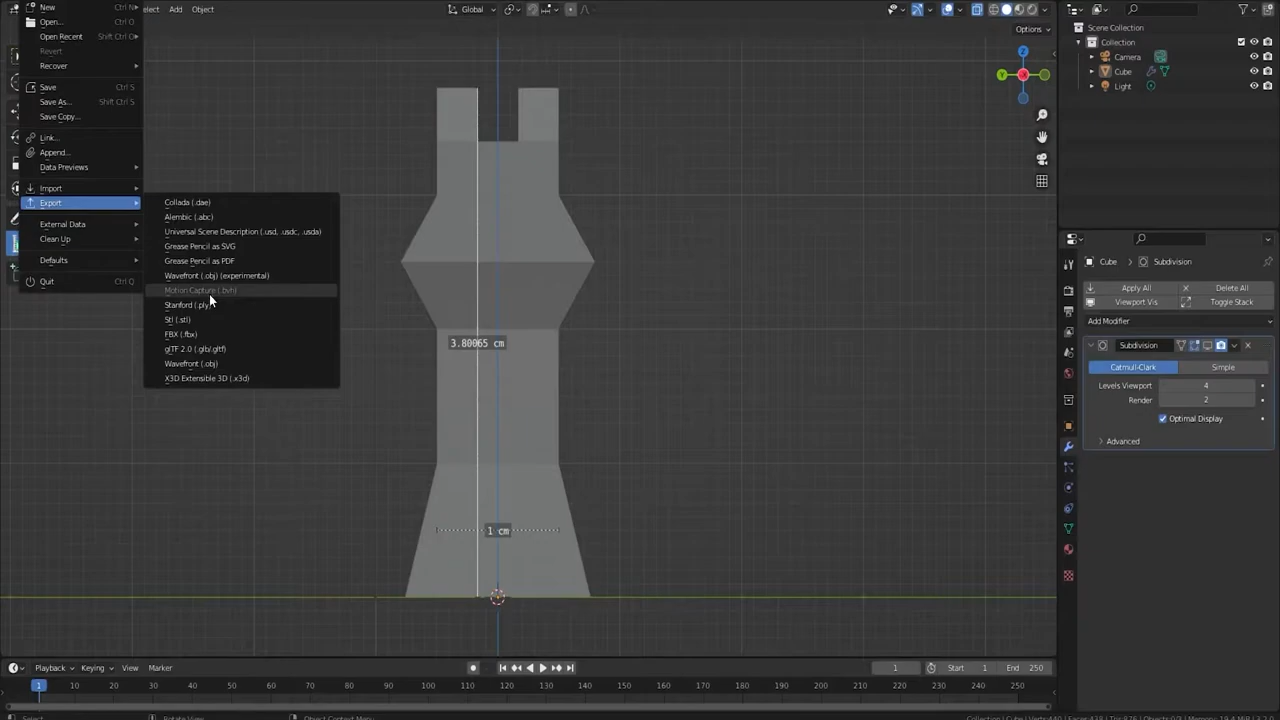 New Ctrl N
lect Add Object
Global
Open... Ctrl O
Options
Open Recent Shift Ctrl O
Revert
Recover
Save Ctrl S
Save As... Shift Ctrl S
Save Copy...
Link...
Append...
Data Previews
Import
Export
External Data
Clean Up
Defaults
Quit Ctrl Q
Collada (.dae)
Alembic (.abc)
Universal Scene Description (.usd, .usdc, .usda)
Grease Pencil as SVG
Grease Pencil as PDF
Wavefront (.obj) (experimental)
Motion Capture (.bvh)
Stanford (.ply)
Stl (.stl)
FBX (.fbx)
glTF 2.0 (.glb/.gltf)
Wavefront (.obj)
X3D Extensible 3D (.x3d)
Z
Y
X
3.80065 cm
1 cm
Scene Collection
Collection
Camera
Cube
Light
Cube Subdivision
Apply All Delete All
Viewport Vis Toggle Stack
Add Modifier
Subdivision
Catmull-Clark Simple
Levels Viewport 4
Render 2
Optimal Display
Advanced
Playback Keying View Marker
1 Start 1 End 250
1 10 20 30 40 50 60 70 80 90 100 110 120 130 140 150 160 170 180 190 200 210 220 230 240 250